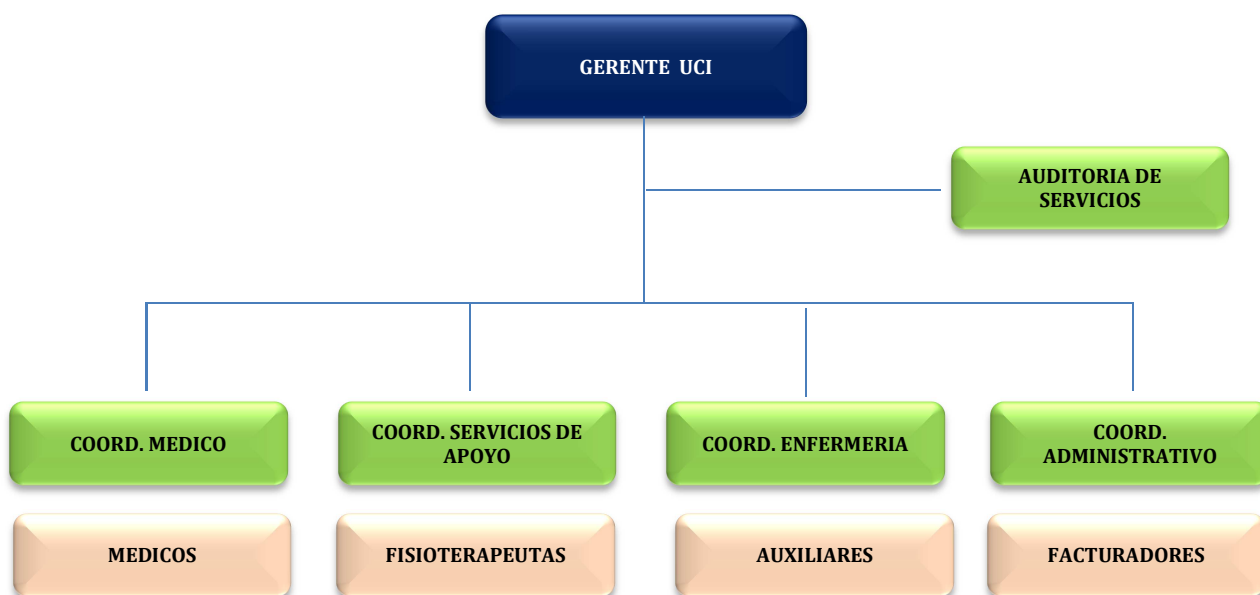 GERENTE UCI
AUDITORIA DE
SERVICIOS
COORD. MEDICO
COORD. SERVICIOS DE
APOYO
COORD. ENFERMERIA
COORD.
ADMINISTRATIVO
MEDICOS
FISIOTERAPEUTAS
AUXILIARES
FACTURADORES